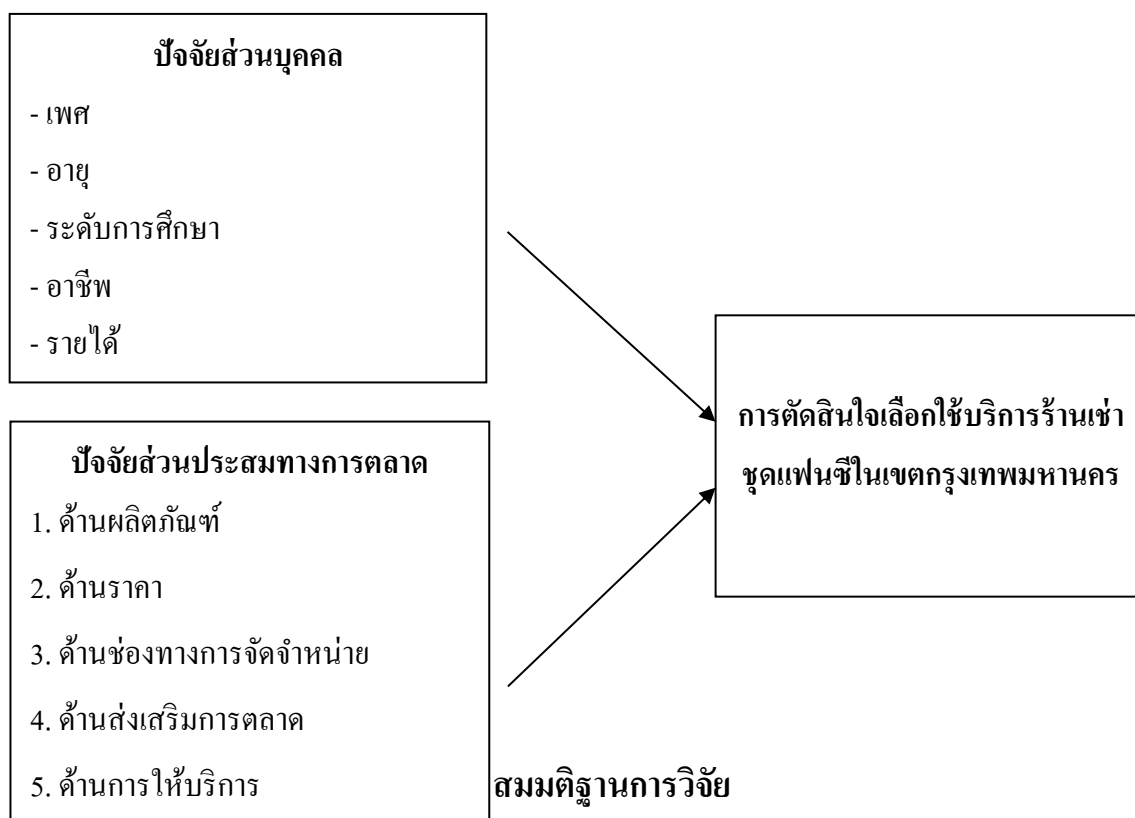 ปัจจัยส่วนบุคคล
- เพศ
- อายุ
- ระดับการศึกษา
- อาชีพ
- รายได้
ปัจจัยส่วนประสมทางการตลาด
1. ด้านผลิตภัณฑ์
2. ด้านราคา
3. ด้านช่องทางการจัดจำหน่าย
4. ด้านส่งเสริมการตลาด
5. ด้านการให้บริการ
การตัดสินใจเลือกใช้บริการร้านเช่า
ชุดแฟนซีในเขตกรุงเทพมหานคร
สมมติฐานการวิจัย